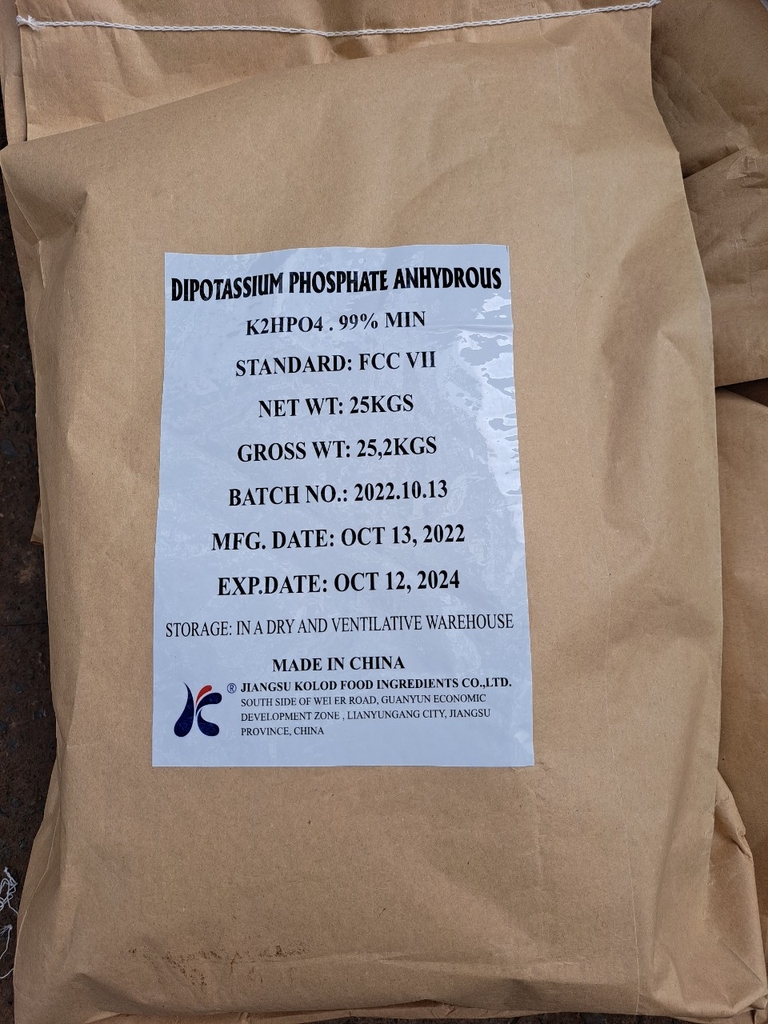 DIPOTASSIUM PHOSPHATE ANHYDROUS
K2HPO4 . 99% MIN
STANDARD: FCC VII
NET WT: 25KGS
GROSS WT: 25,2KGS
BATCH NO.: 2022.10.13
MFG. DATE: OCT 13, 2022
EXP.DATE: OCT 12, 2024
STORAGE: IN A DRY AND VENTILATIVE WAREHOUSE
MADE IN CHINA
® JIANGSU KOLOD FOOD INGREDIENTS CO.,LTD.
SOUTH SIDE OF WEI ER ROAD, GUANYUN ECONOMIC
DEVELOPMENT ZONE , LIANYUNGANG CITY, JIANGSU
PROVINCE, CHINA